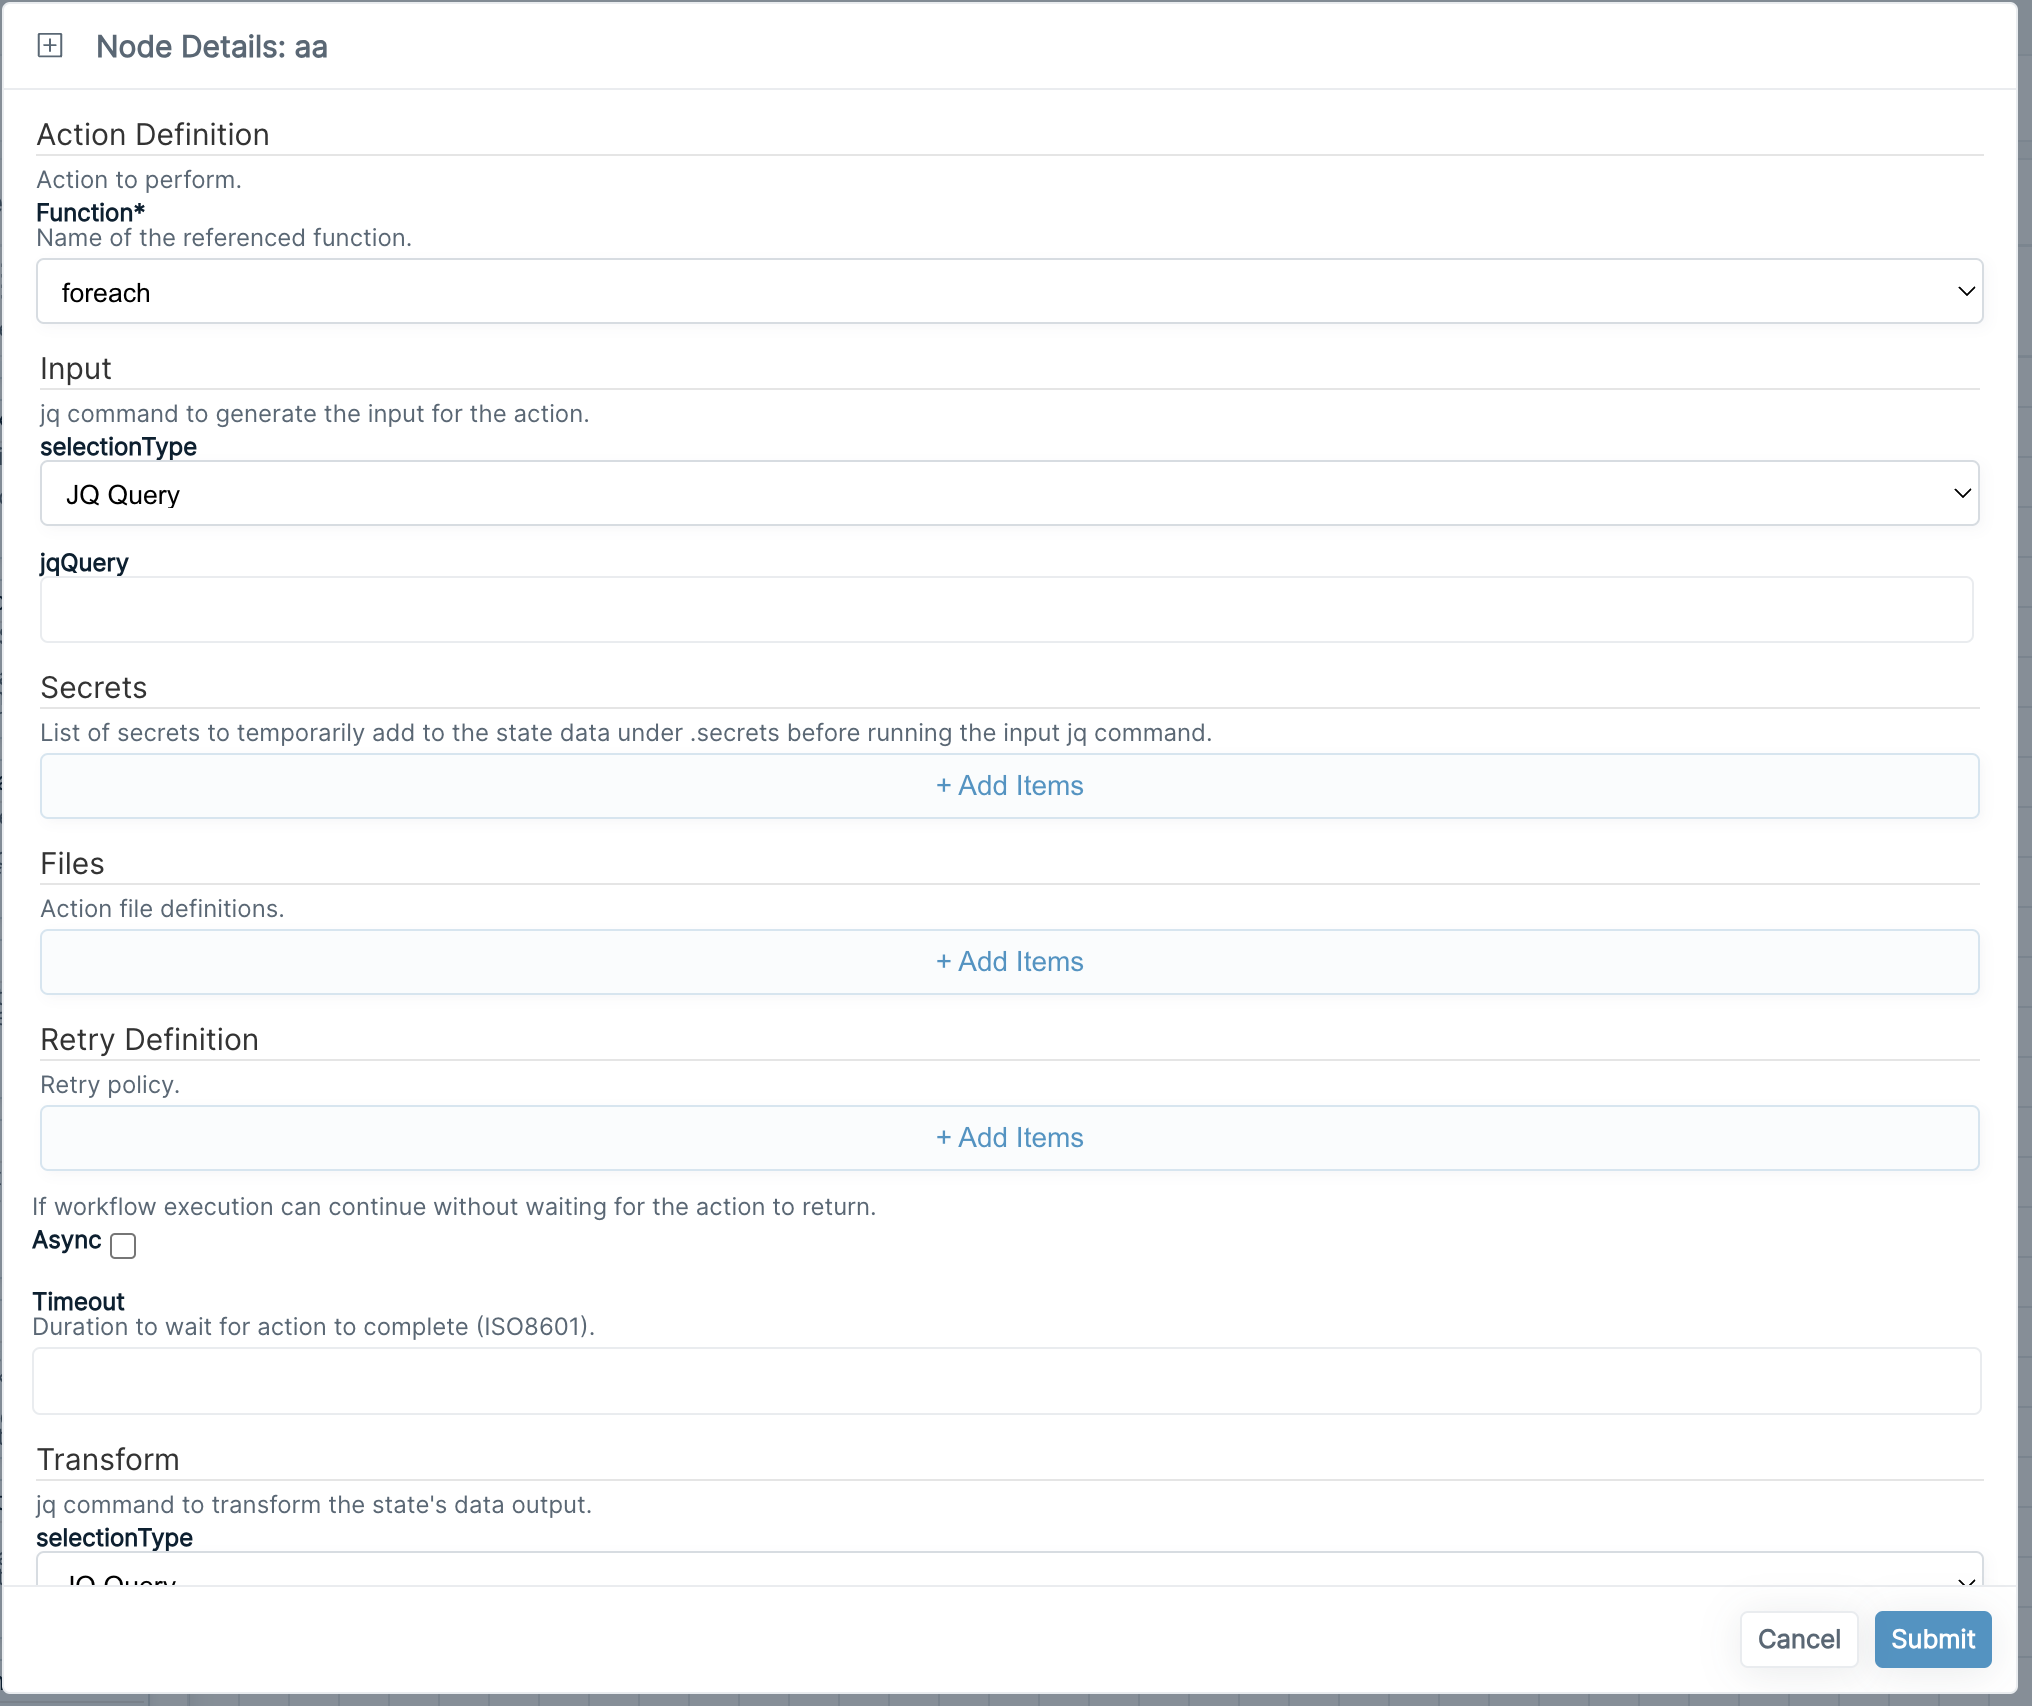 Node Details: aa
Action Definition
Action to perform.
Function*
Name of the referenced function.
foreach
Input
jq command to generate the input for the action.
selectionType
JQ Query
jqQuery
Secrets
List of secrets to temporarily add to the state data under .secrets before running the input jq command.
+ Add Items
Files
Action file definitions.
+ Add Items
Retry Definition
Retry policy.
+ Add Items
If workflow execution can continue without waiting for the action to return.
Async
Timeout
Duration to wait for action to complete (ISO8601).
Transform
jq command to transform the state's data output.
selectionType
JQ Query
Cancel
Submit